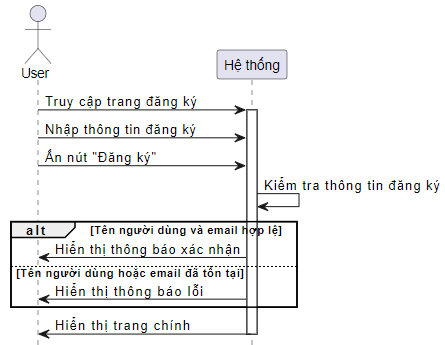 User
Hệ thống
Truy cập trang đăng ký
Nhập thông tin đăng ký
Ấn nút "Đăng ký"
Kiểm tra thông tin đăng ký
alt [Tên người dùng và email hợp lệ]
Hiển thị thông báo xác nhận
[Tên người dùng hoặc email đã tồn tại]
Hiển thị thông báo lỗi
Hiển thị trang chính